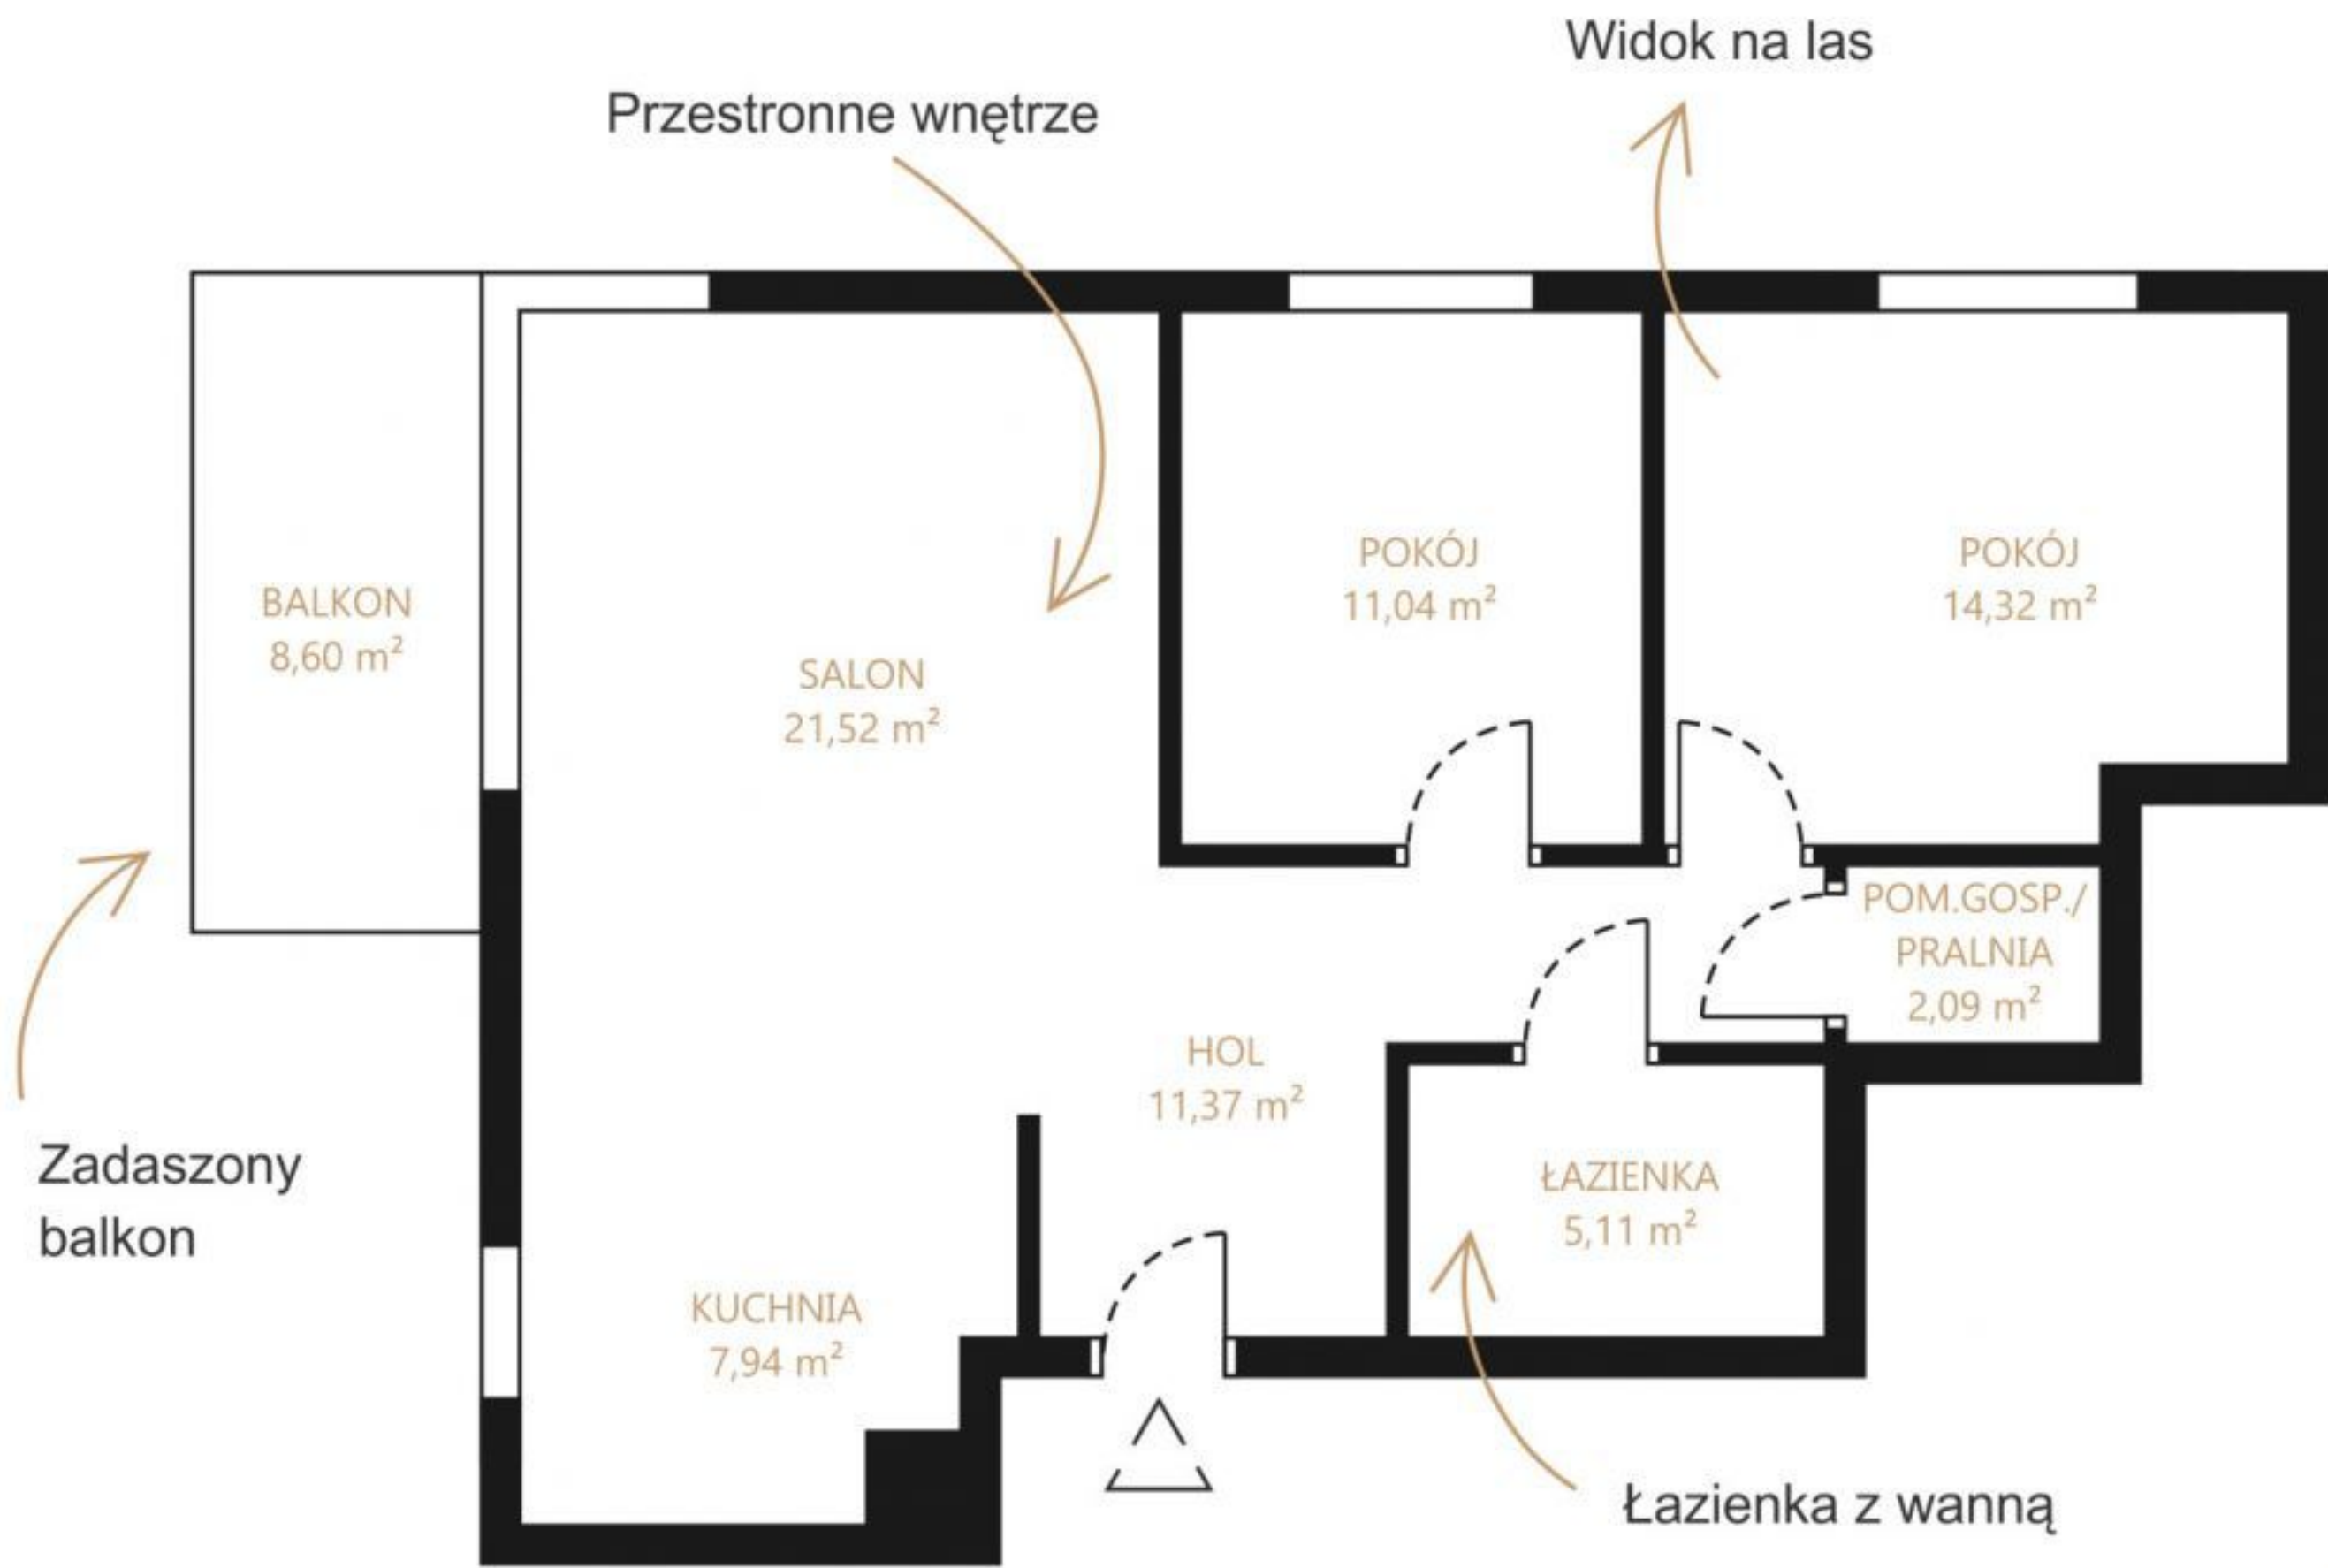 Widok na las
Przestronne wnętrze
POKÓJ
11,04 m²
POKÓJ
14,32 m²
BALKON
8,60 m²
SALON
21,52 m²
POM.GOSP./
PRALNIA
2,09 m²
HOL
11,37 m²
Zadaszony
balkon
ŁAZIENKA
5,11 m²
KUCHNIA
7,94 m²
Łazienka z wanną